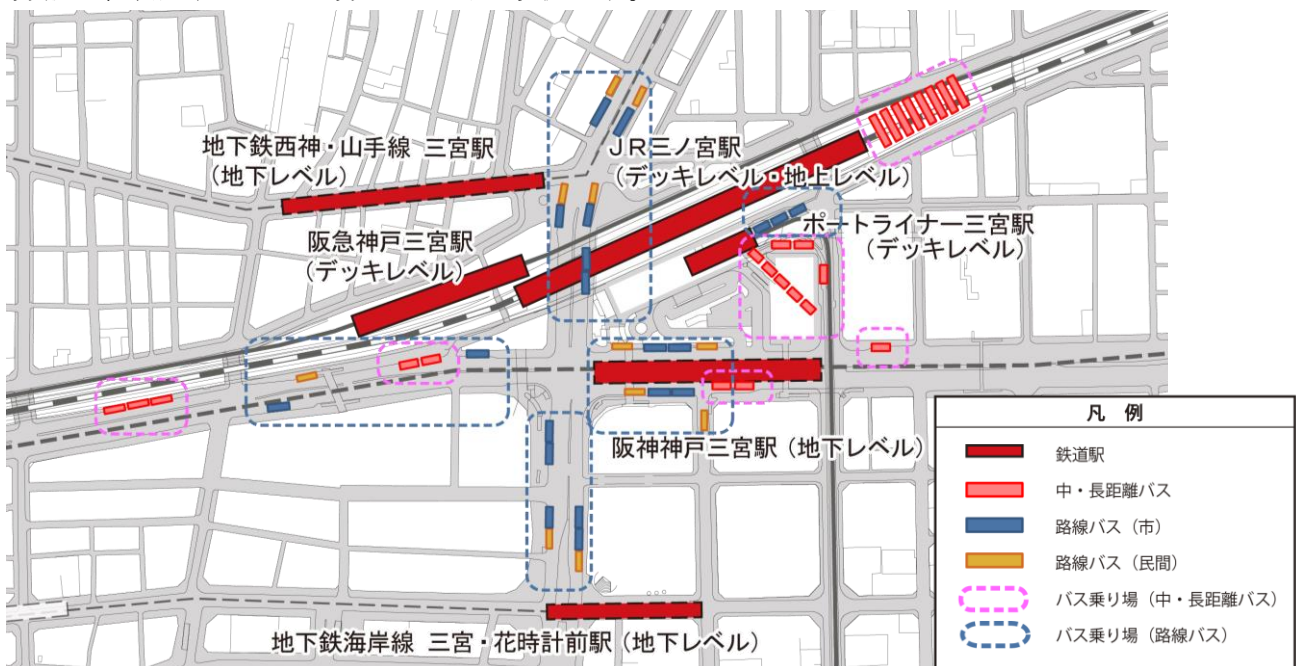 地下鉄西神・山手線 三宮駅
(地下レベル)
JR三ノ宮駅
(デッキレベル・地上レベル)
阪急神戸三宮駅
(デッキレベル)
ポートライナー三宮駅
(デッキレベル)
阪神神戸三宮駅(地下レベル)
地下鉄海岸線 三宮・花時計前駅(地下レベル)
凡 例
鉄道駅
中・長距離バス
路線バス(市)
路線バス(民間)
バス乗り場(中・長距離バス)
バス乗り場(路線バス)